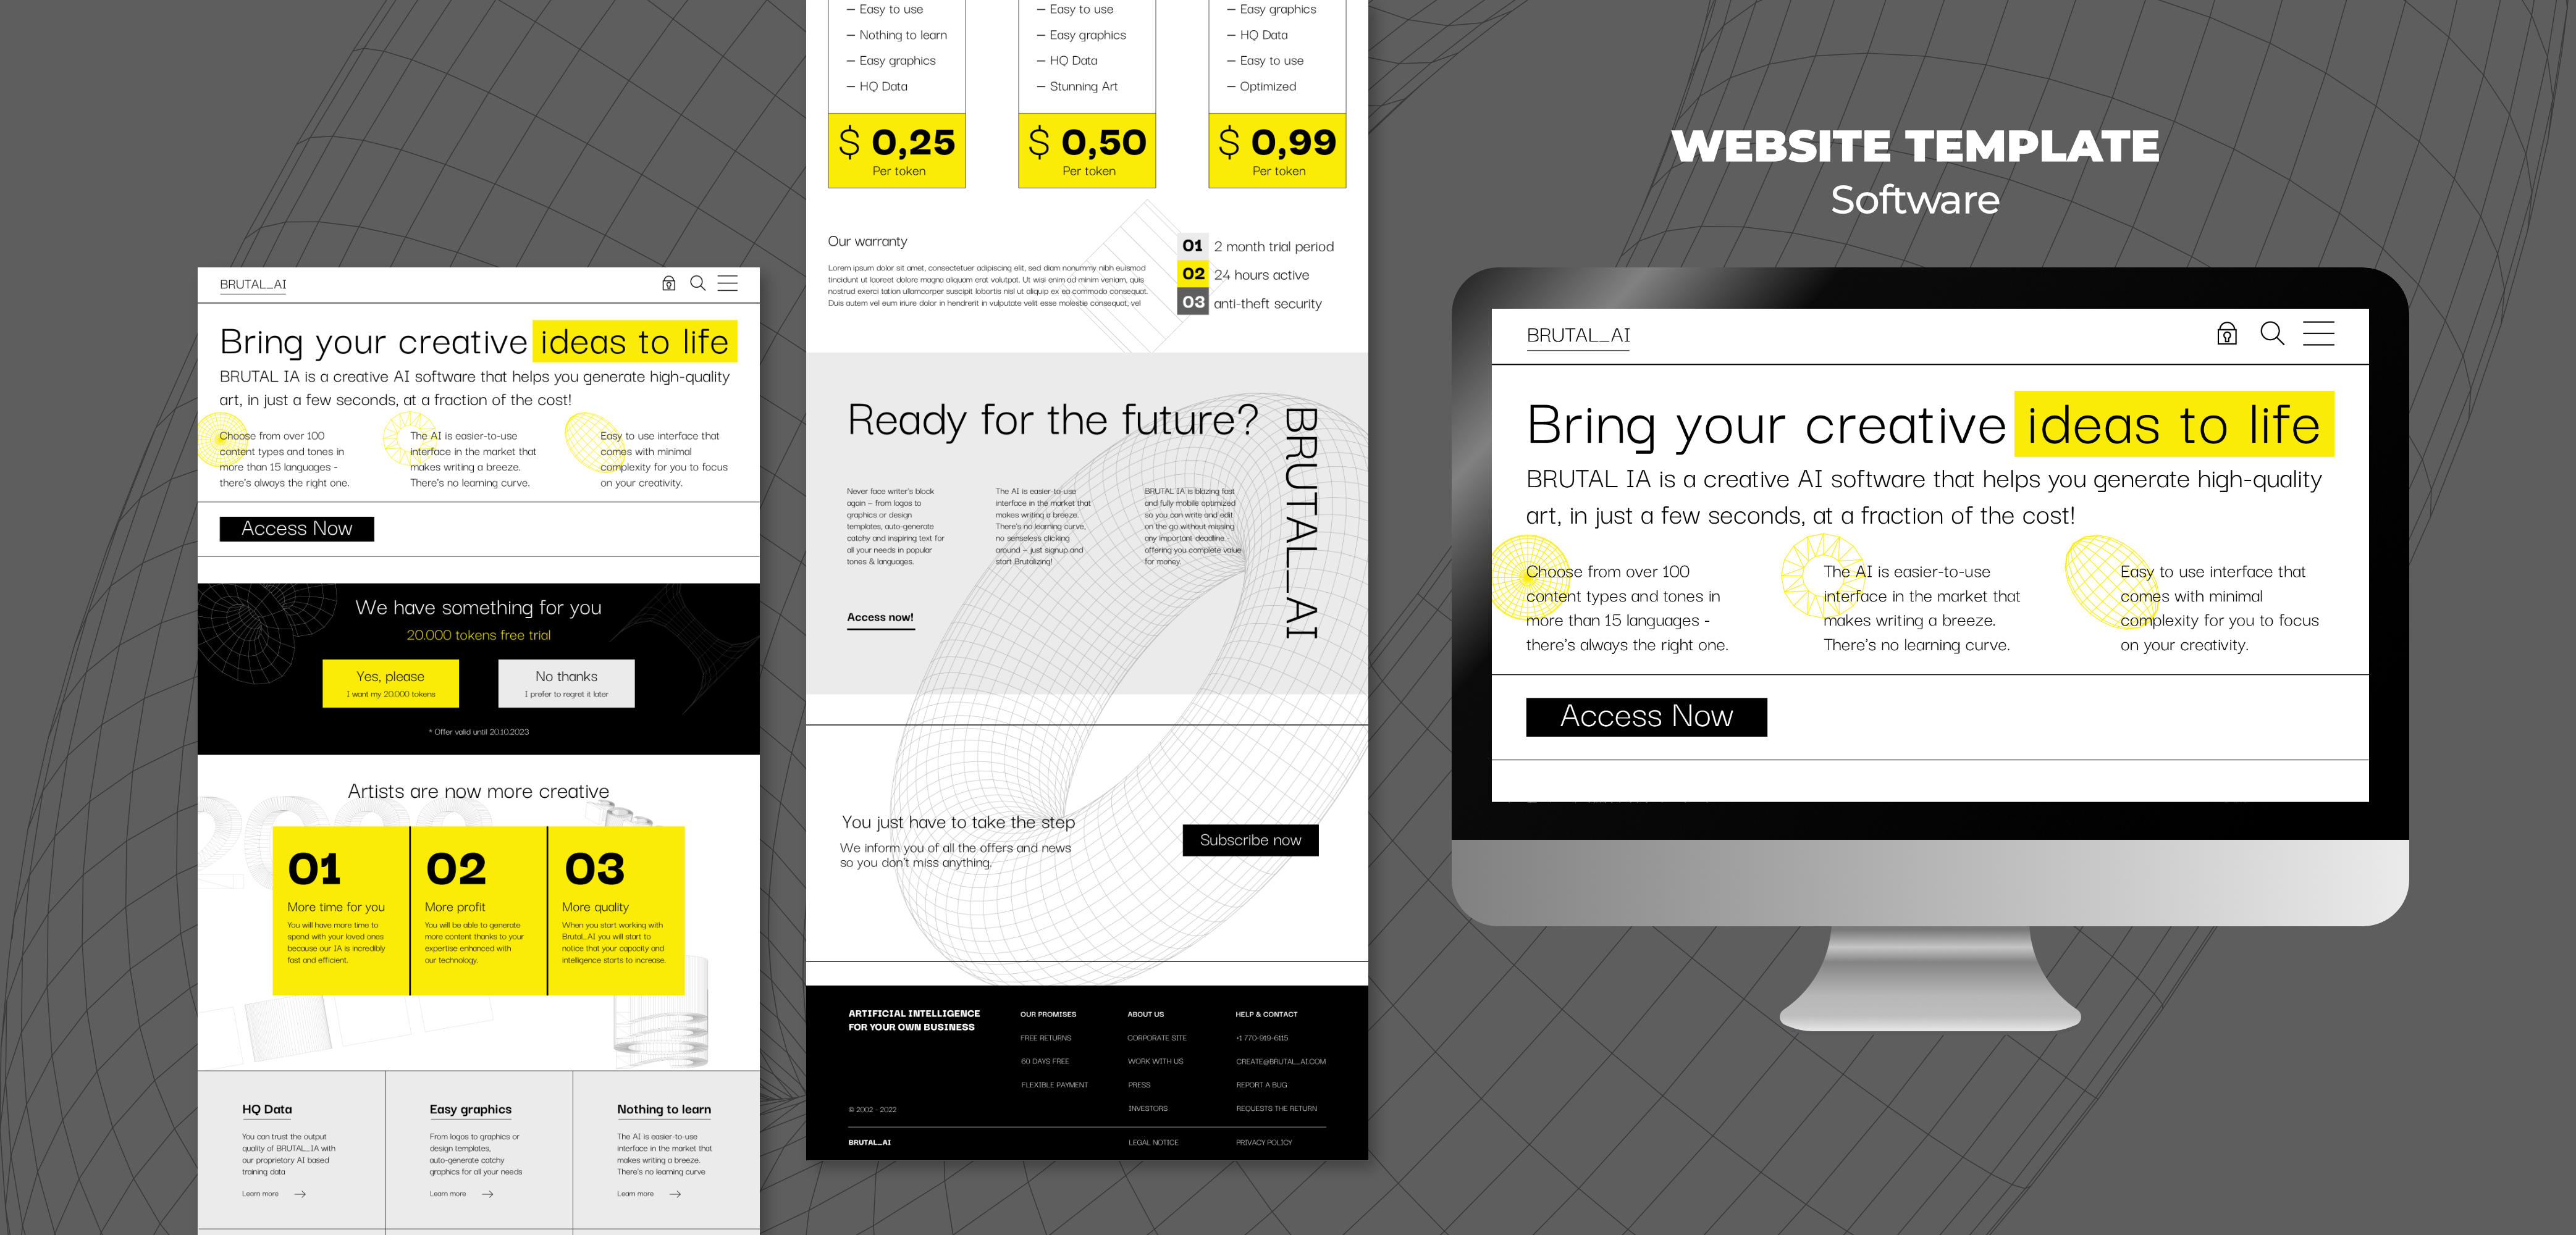 BRUTAL_AI
Bring your creative ideas to life
BRUTAL IA is a creative AI software that helps you generate high-quality
art, in just a few seconds, at a fraction of the cost!
Choose from over 100
content types and tones in
more than 15 languages -
there's always the right one.
The AI is easier-to-use
interface in the market that
makes writing a breeze.
There's no learning curve.
Easy to use interface that
comes with minimal
complexity for you to focus
on your creativity.
Access Now
We have something for you
20.000 tokens free trial
Yes, please
I want my 20.000 tokens
No thanks
I prefer to regret it later
* Offer valid until 20.10.2023
Artists are now more creative
01
More time for you
You will have more time to
spend with your loved ones
because our IA is incredibly
fast and efficient.
02
More profit
You will be able to generate
more content thanks to your
expertise enhanced with
our technology.
03
More quality
When you start working with
Brutal_AI you will start to
notice that your capacity and
intelligence starts to increase.
HQ Data
You can trust the output
quality of BRUTAL_IA with
our proprietary AI based
training data
Learn more
Easy graphics
From logos to graphics or
design templates,
auto-generate catchy
graphics for all your needs
Learn more
Nothing to learn
The AI is easier-to-use
interface in the market that
makes writing a breeze.
There's no learning curve
Learn more
— Easy to use
— Nothing to learn
— Easy graphics
— HQ Data
$ 0,25
Per token
— Easy to use
— Easy graphics
— HQ Data
— Stunning Art
$ 0,50
Per token
— Easy graphics
— HQ Data
— Easy to use
— Optimized
$ 0,99
Per token
Our warranty
Lorem ipsum dolor sit amet, consectetuer adipiscing elit, sed diam nonummy nibh euismod
tincidunt ut laoreet dolore magna aliquam erat volutpat. Ut wisi enim ad minim veniam, quis
nostrud exerci tation ullamcorper suscipit lobortis nisl ut aliquip ex ea commodo consequat.
Duis autem vel eum iriure dolor in hendrerit in vulputate velit esse molestie consequat, vel
01 2 month trial period
02 24 hours active
03 anti-theft security
Ready for the future?
Never face writer's block
again – from logos to
graphics or design
templates, auto-generate
catchy and inspiring text for
all your needs in popular
tones & languages.
The AI is easier-to-use
interface in the market that
makes writing a breeze.
There's no learning curve,
no senseless clicking
around – just signup and
start Brutalizing!
BRUTAL IA is blazing fast
and fully mobile optimized
so you can write and edit
on the go without missing
any important deadline -
offering you complete value
for money.
BRUTAL_AI
Access now!
You just have to take the step
We inform you of all the offers and news
so you don't miss anything.
Subscribe now
ARTIFICIAL INTELLIGENCE
FOR YOUR OWN BUSINESS
© 2002 - 2022
OUR PROMISES
FREE RETURNS
60 DAYS FREE
FLEXIBLE PAYMENT
ABOUT US
CORPORATE SITE
WORK WITH US
PRESS
INVESTORS
HELP & CONTACT
+1 770-919-6115
CREATE@BRUTAL_AI.COM
REPORT A BUG
REQUESTS THE RETURN
BRUTAL_AI
LEGAL NOTICE
PRIVACY POLICY
WEBSITE TEMPLATE
Software
BRUTAL_AI
Bring your creative ideas to life
BRUTAL IA is a creative AI software that helps you generate high-quality
art, in just a few seconds, at a fraction of the cost!
Choose from over 100
content types and tones in
more than 15 languages -
there's always the right one.
The AI is easier-to-use
interface in the market that
makes writing a breeze.
There's no learning curve.
Easy to use interface that
comes with minimal
complexity for you to focus
on your creativity.
Access Now